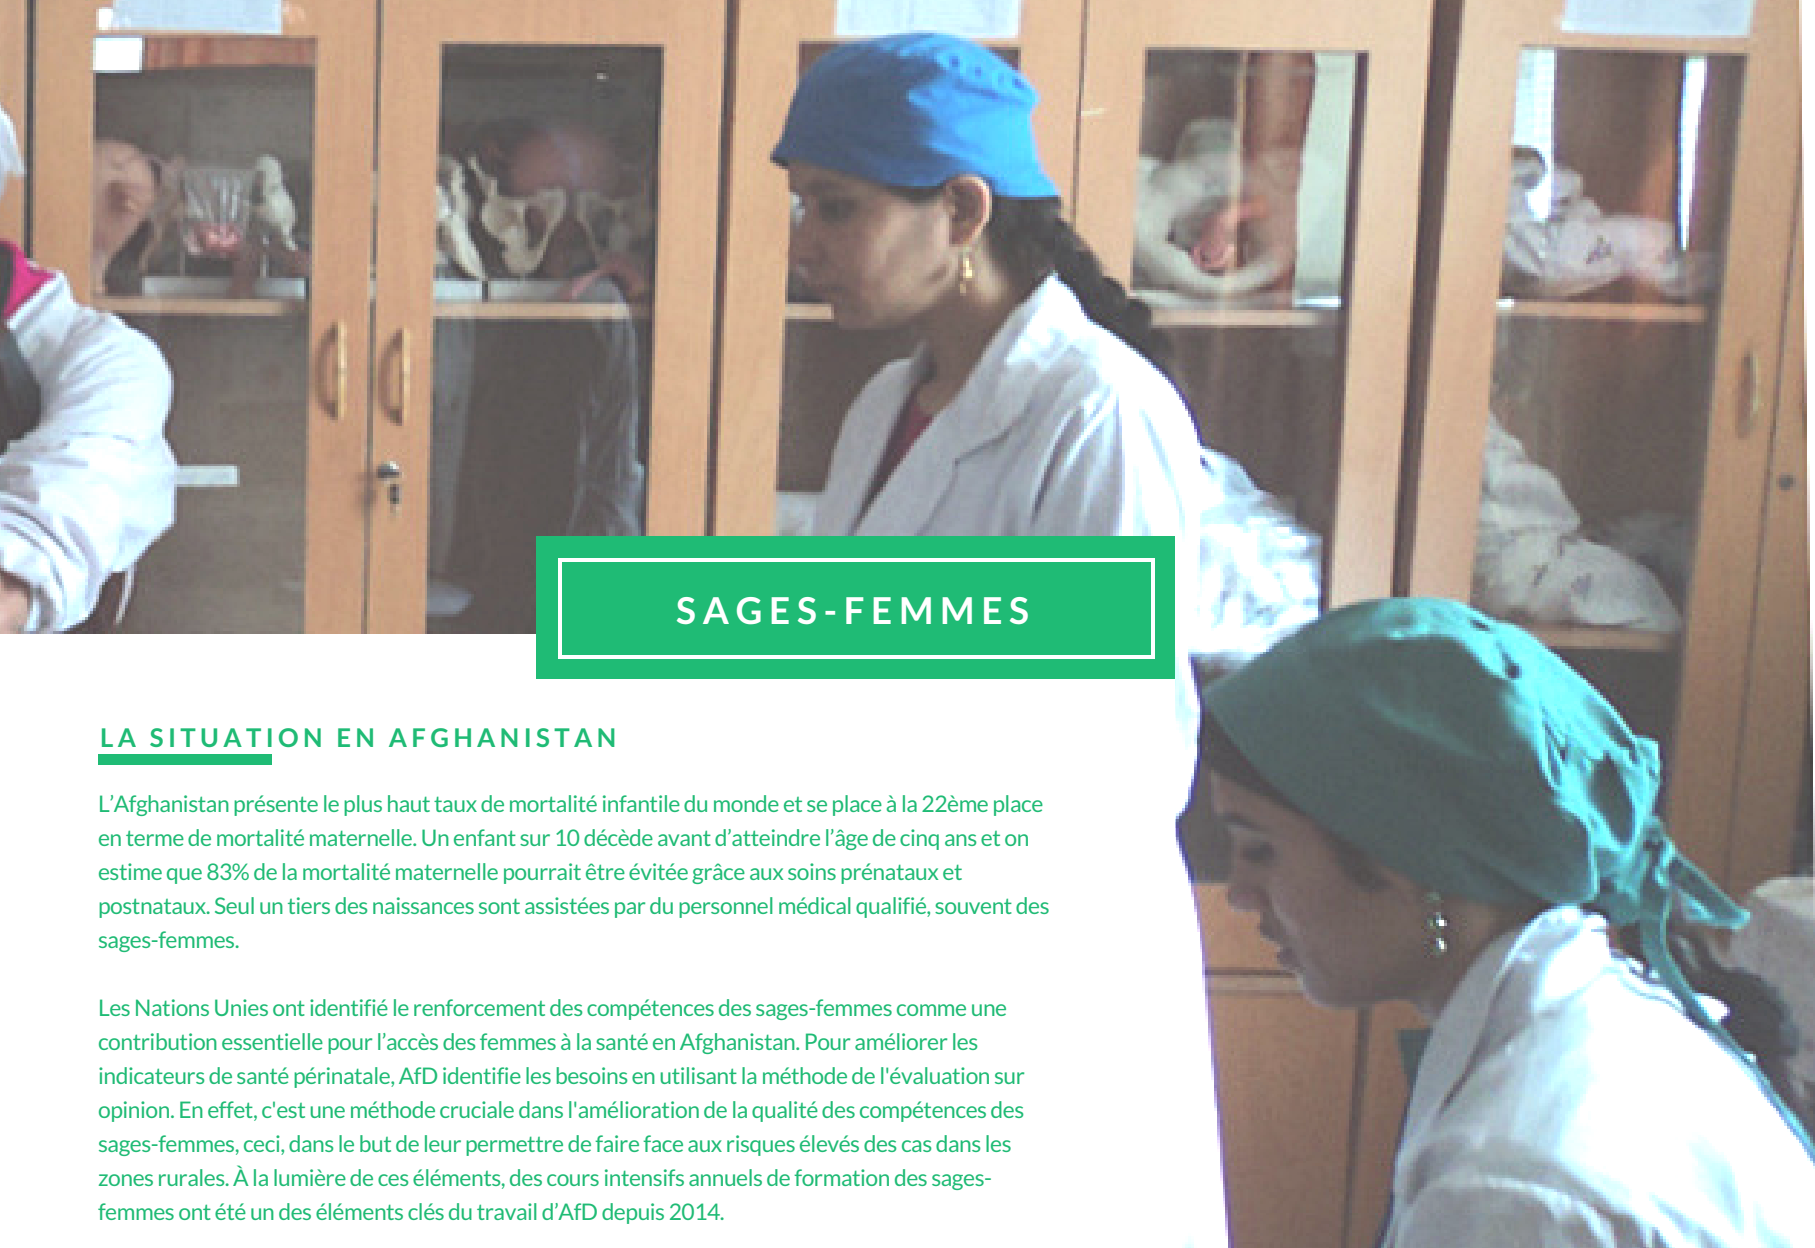 SAGES-FEMMES
LA SITUATION EN AFGHANISTAN
L’Afghanistan présente le plus haut taux de mortalité infantile du monde et se place à la 22ème place
en terme de mortalité maternelle. Un enfant sur 10 décède avant d’atteindre l’âge de cinq ans et on
estime que 83% de la mortalité maternelle pourrait être évitée grâce aux soins prénataux et
postnataux. Seul un tiers des naissances sont assistées par du personnel médical qualifié, souvent des
sages-femmes.
Les Nations Unies ont identifié le renforcement des compétences des sages-femmes comme une
contribution essentielle pour l’accès des femmes à la santé en Afghanistan. Pour améliorer les
indicateurs de santé périnatale, AfD identifie les besoins en utilisant la méthode de l'évaluation sur
opinion. En effet, c'est une méthode cruciale dans l'amélioration de la qualité des compétences des
sages-femmes, ceci, dans le but de leur permettre de faire face aux risques élevés des cas dans les
zones rurales. À la lumière de ces éléments, des cours intensifs annuels de formation des sages-
femmes ont été un des éléments clés du travail d’AfD depuis 2014.